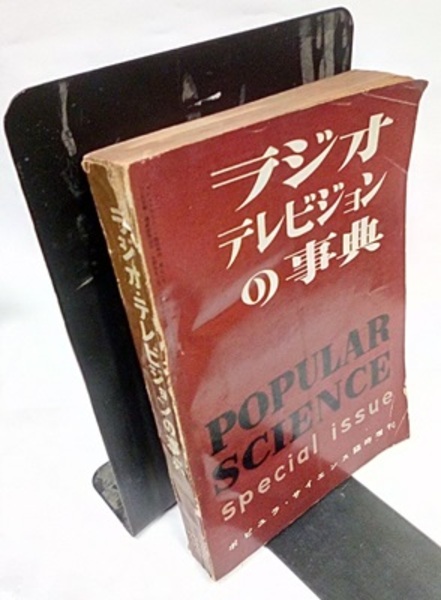 ラジオ
テレビジョン
の事典
POPULAR
SCIENCE
special issue
ポピュラ・サイエンス臨時増刊
ラジオ・テレビジョンの事典